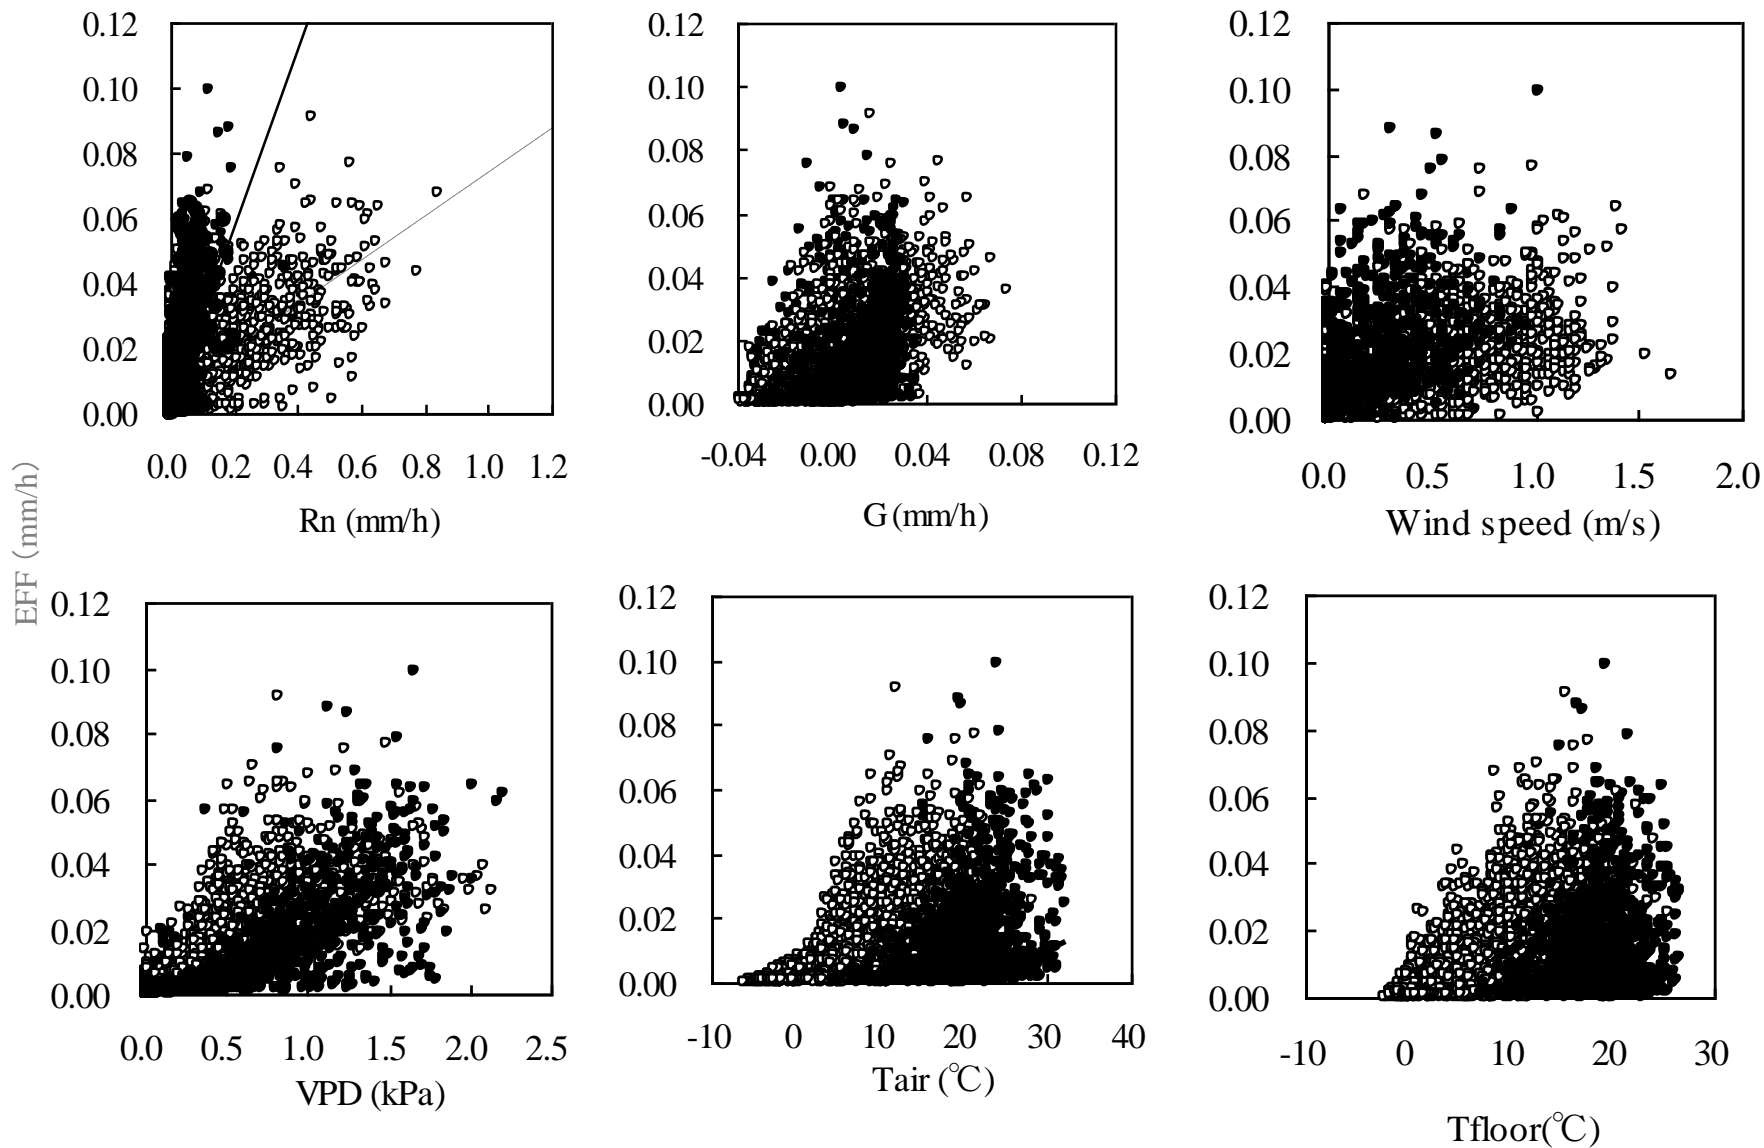 0.12 0.12 0.12
0.10 0.10 0.10
0.08 0.08 0.08
0.06 0.06 0.06
0.04 0.04 0.04
0.02 0.02 0.02
0.00 0.00 0.00
0.0 0.2 0.4 0.6 0.8 1.0 1.2
-0.04 0.00 0.04 0.08 0.12
0.0 0.5 1.0 1.5 2.0
Rn (mm/h)
G (mm/h)
Wind speed (m/s)
EFF (mm/h)
0.12 0.12 0.12
0.10 0.10 0.10
0.08 0.08 0.08
0.06 0.06 0.06
0.04 0.04 0.04
0.02 0.02 0.02
0.00 0.00 0.00
0.0 0.5 1.0 1.5 2.0 2.5
-10 0 10 20 30 40
-10 0 10 20 30
VPD (kPa)
Tair (℃)
Tfloor(℃)